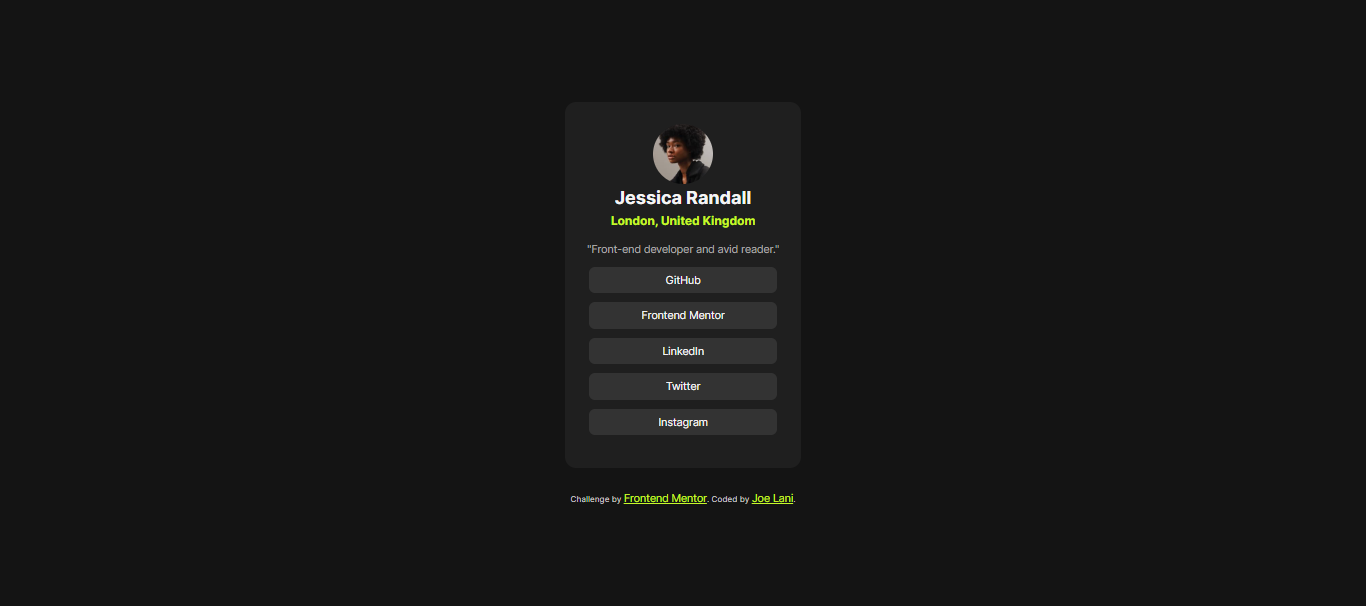 Jessica Randall
London, United Kingdom
"Front-end developer and avid reader."
GitHub
Frontend Mentor
LinkedIn
Twitter
Instagram
Challenge by Frontend Mentor. Coded by Joe Lani.